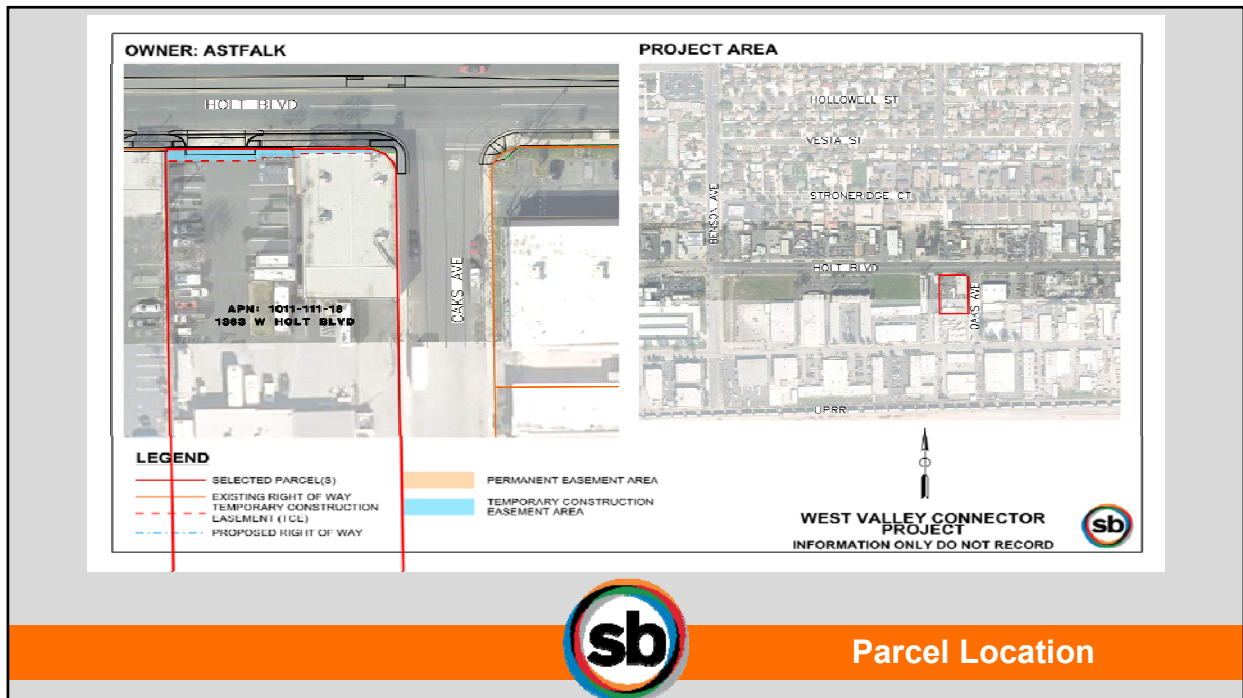 OWNER: ASTFALK
HOLT BLVD
OAKS AVE
APN: 1011-111-18
1363 W HOLT BLVD
PROJECT AREA
HOLLOWELL ST
VESTA ST
STRONERIDGE CT
BENSON AVE
HOLT BLVD
OAKS AVE
UPRR
LEGEND
SELECTED PARCEL(S)
EXISTING RIGHT OF WAY
TEMPORARY CONSTRUCTION
EASEMENT (TCE)
PROPOSED RIGHT OF WAY
PERMANENT EASEMENT AREA
TEMPORARY CONSTRUCTION
EASEMENT AREA
WEST VALLEY CONNECTOR
PROJECT
INFORMATION ONLY DO NOT RECORD
sb
sb
Parcel Location